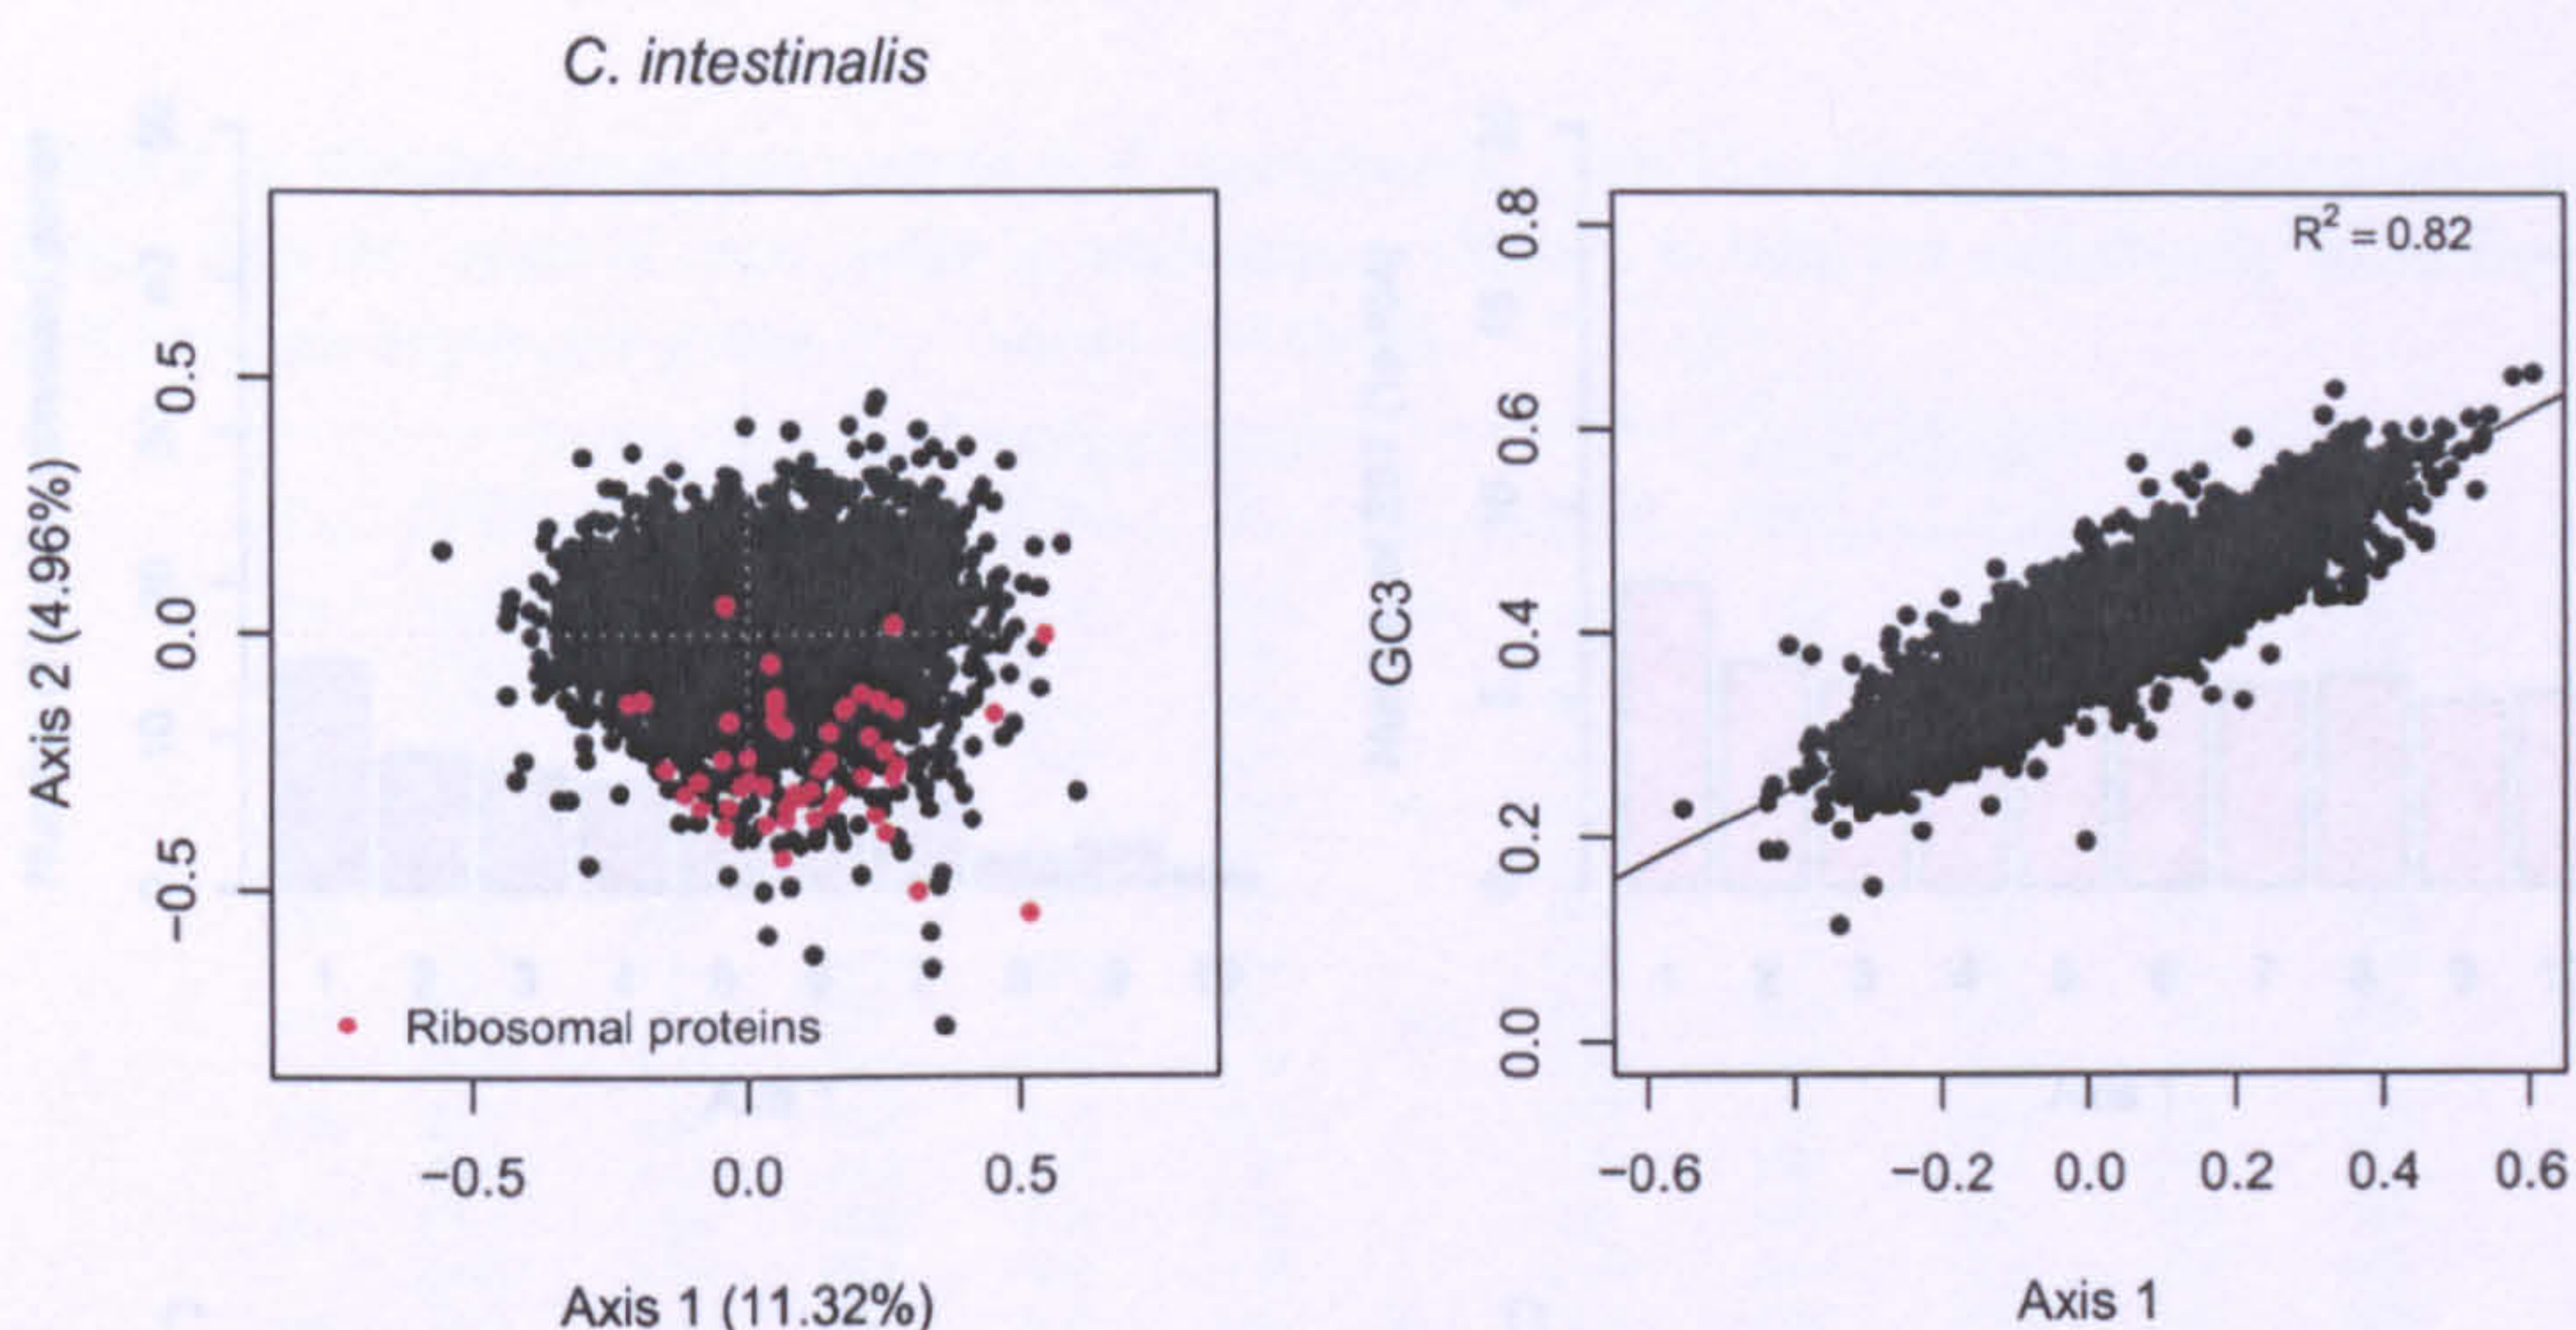 C. intestinalis
Axis 2 (4.96%)
0.5
0.0
−0.5
Ribosomal proteins
−0.5 0.0 0.5
Axis 1 (11.32%)
GC3
0.8
0.6
0.4
0.2
0.0
R² = 0.82
−0.6 −0.2 0.0 0.2 0.4 0.6
Axis 1